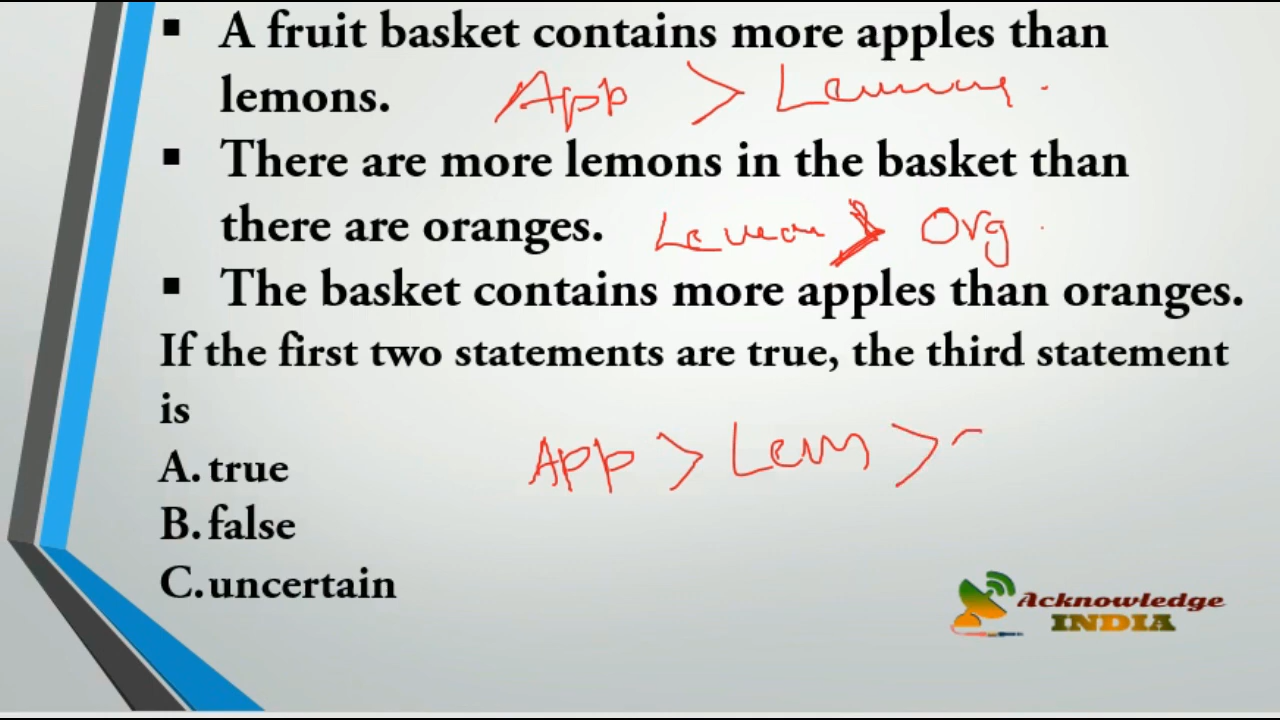 ▪ A fruit basket contains more apples than
lemons. App > Lemons.
▪ There are more lemons in the basket than
there are oranges. Lemon > Org
▪ The basket contains more apples than oranges.
If the first two statements are true, the third statement
is
App > Lem >
A. true
B. false
C. uncertain
Acknowledge
INDIA